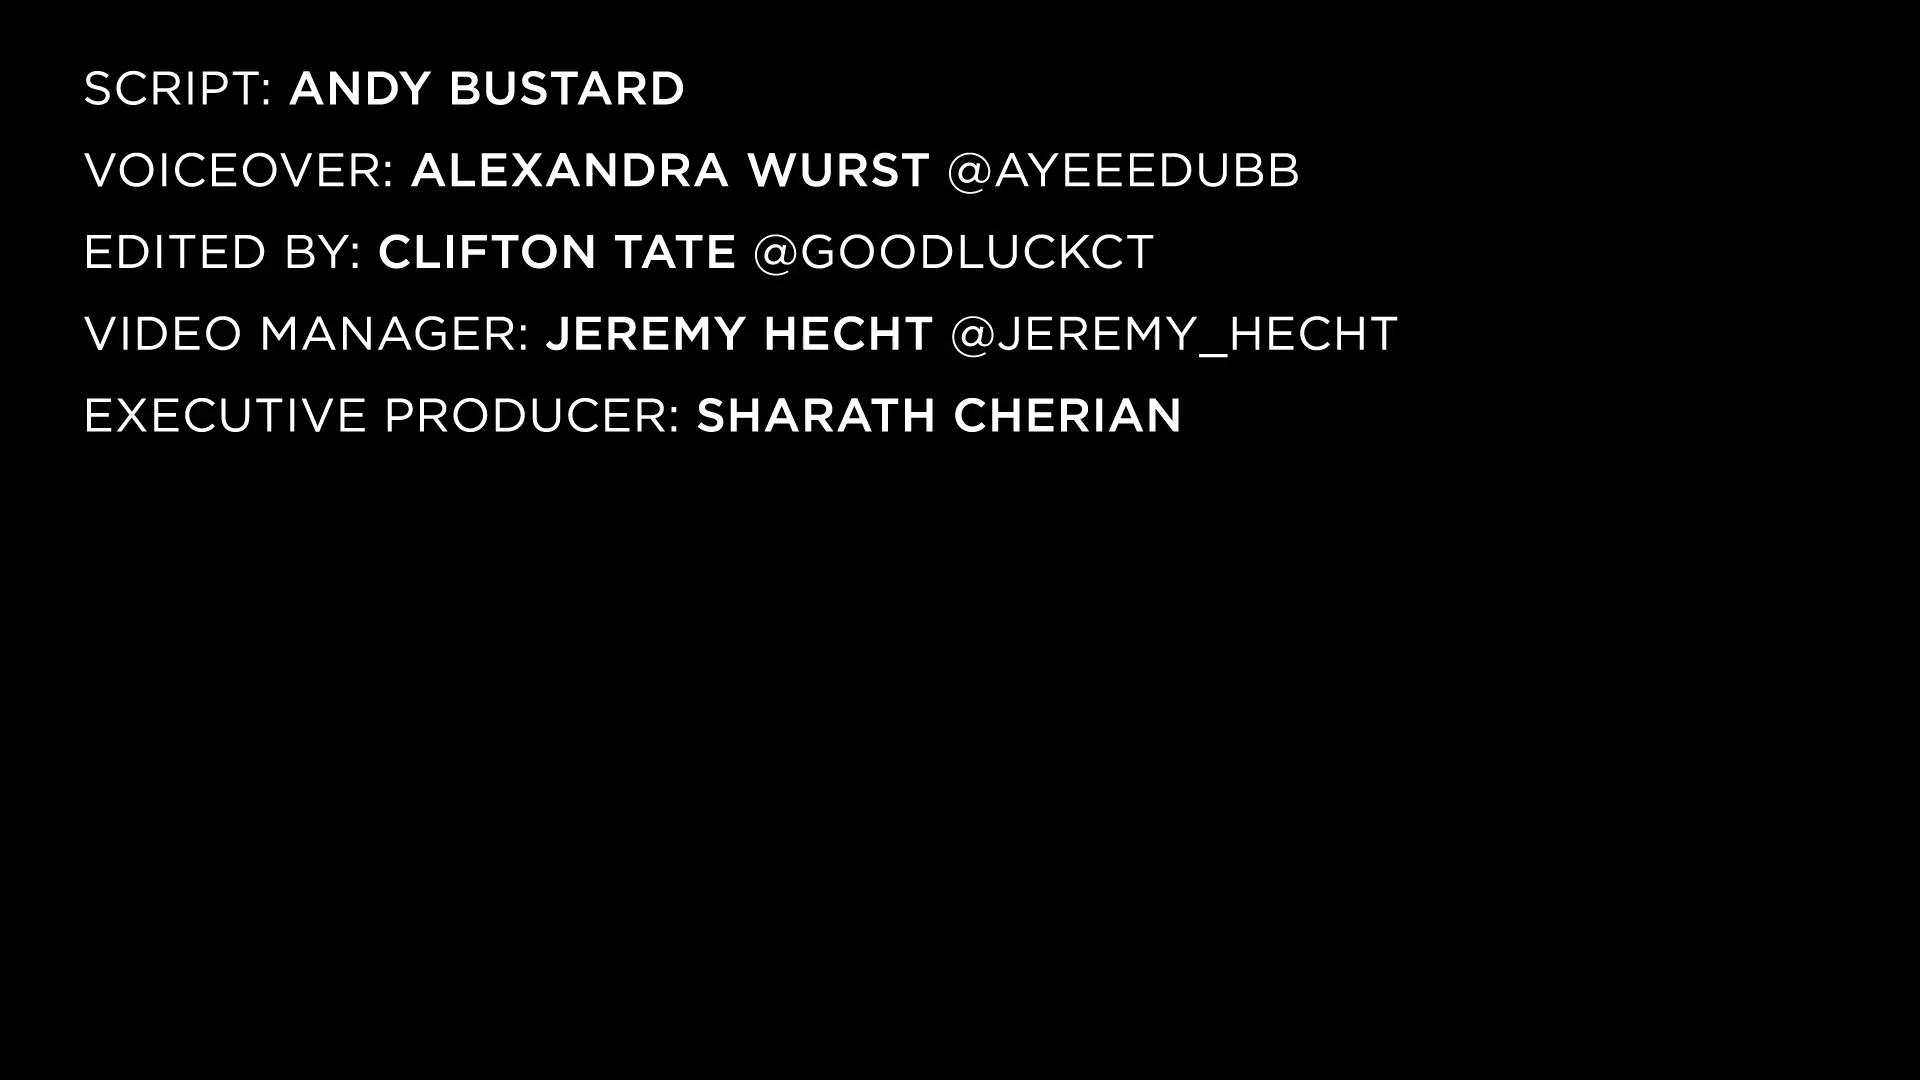 SCRIPT: ANDY BUSTARD
VOICEOVER: ALEXANDRA WURST @AYEEEDUBB
EDITED BY: CLIFTON TATE @GOODLUCKCT
VIDEO MANAGER: JEREMY HECHT @JEREMY_HECHT
EXECUTIVE PRODUCER: SHARATH CHERIAN